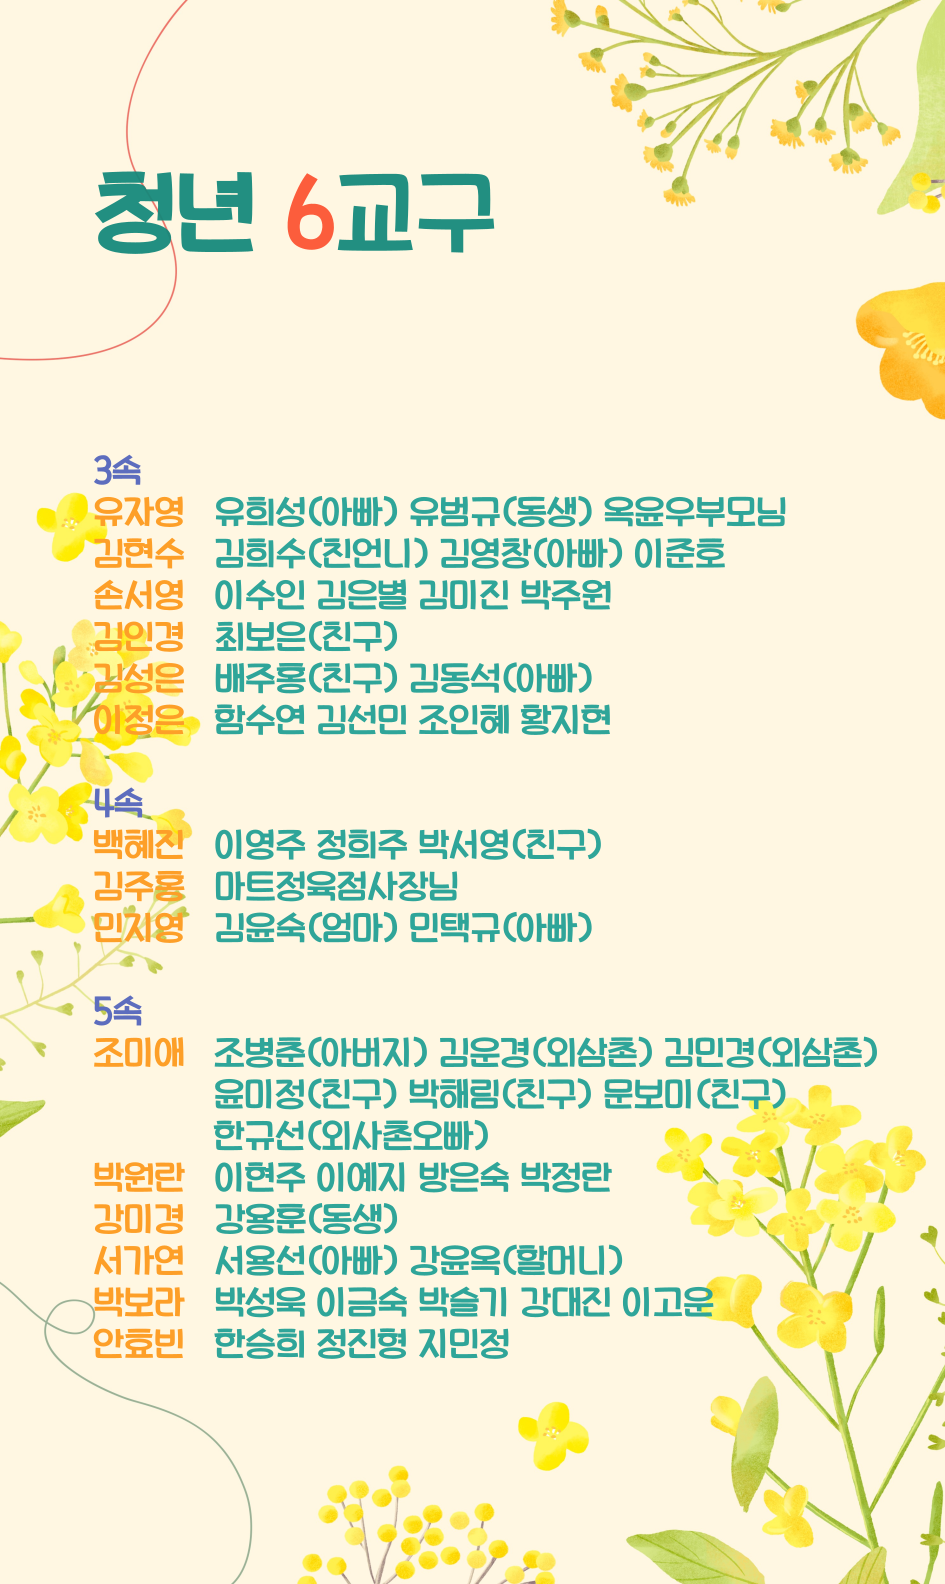 청년 6교구
3속
유자영 유희성(아빠) 유범규(동생) 옥윤우부모님
김현수 김희수(친언니) 김영창(아빠) 이준호
손서영 이수인 김은별 김미진 박주원
김인경 최보은(친구)
김성은 배주홍(친구) 김동석(아빠)
이정은 함수연 김선민 조인혜 황지현
4속
백혜진 이영주 정희주 박서영(친구)
김주홍 마트정육점사장님
민지영 김윤숙(엄마) 민택규(아빠)
5속
조미애 조병춘(아버지) 김운경(외삼촌) 김민경(외삼촌)
윤미정(친구) 박해림(친구) 문보미(친구)
한규선(외사촌오빠)
박원란 이현주 이예지 방은숙 박정란
강미경 강용훈(동생)
서가연 서용선(아빠) 강윤옥(할머니)
박보라 박성욱 이금숙 박슬기 강대진 이고운
안효빈 한승희 정진형 지민정